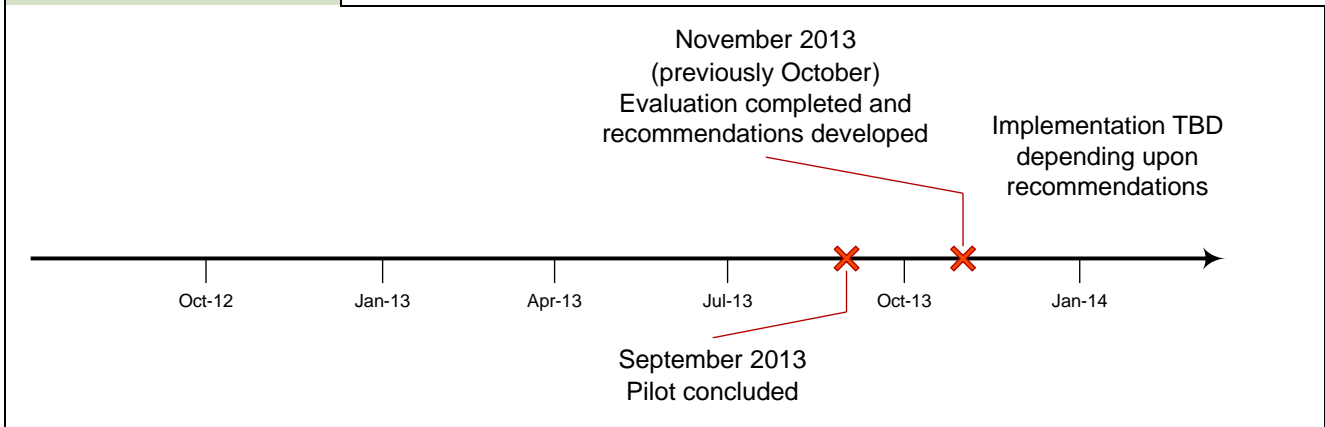 November 2013
(previously October)
Evaluation completed and
recommendations developed
Implementation TBD
depending upon
recommendations
Oct-12
Jan-13
Apr-13
Jul-13
Oct-13
Jan-14
September 2013
Pilot concluded